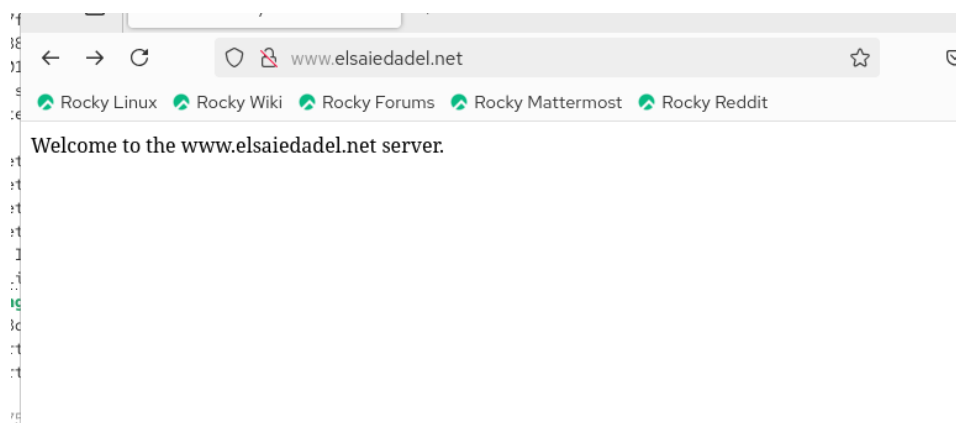 www.elsaiedadel.net
Rocky Linux Rocky Wiki Rocky Forums Rocky Mattermost Rocky Reddit
Welcome to the www.elsaiedadel.net server.